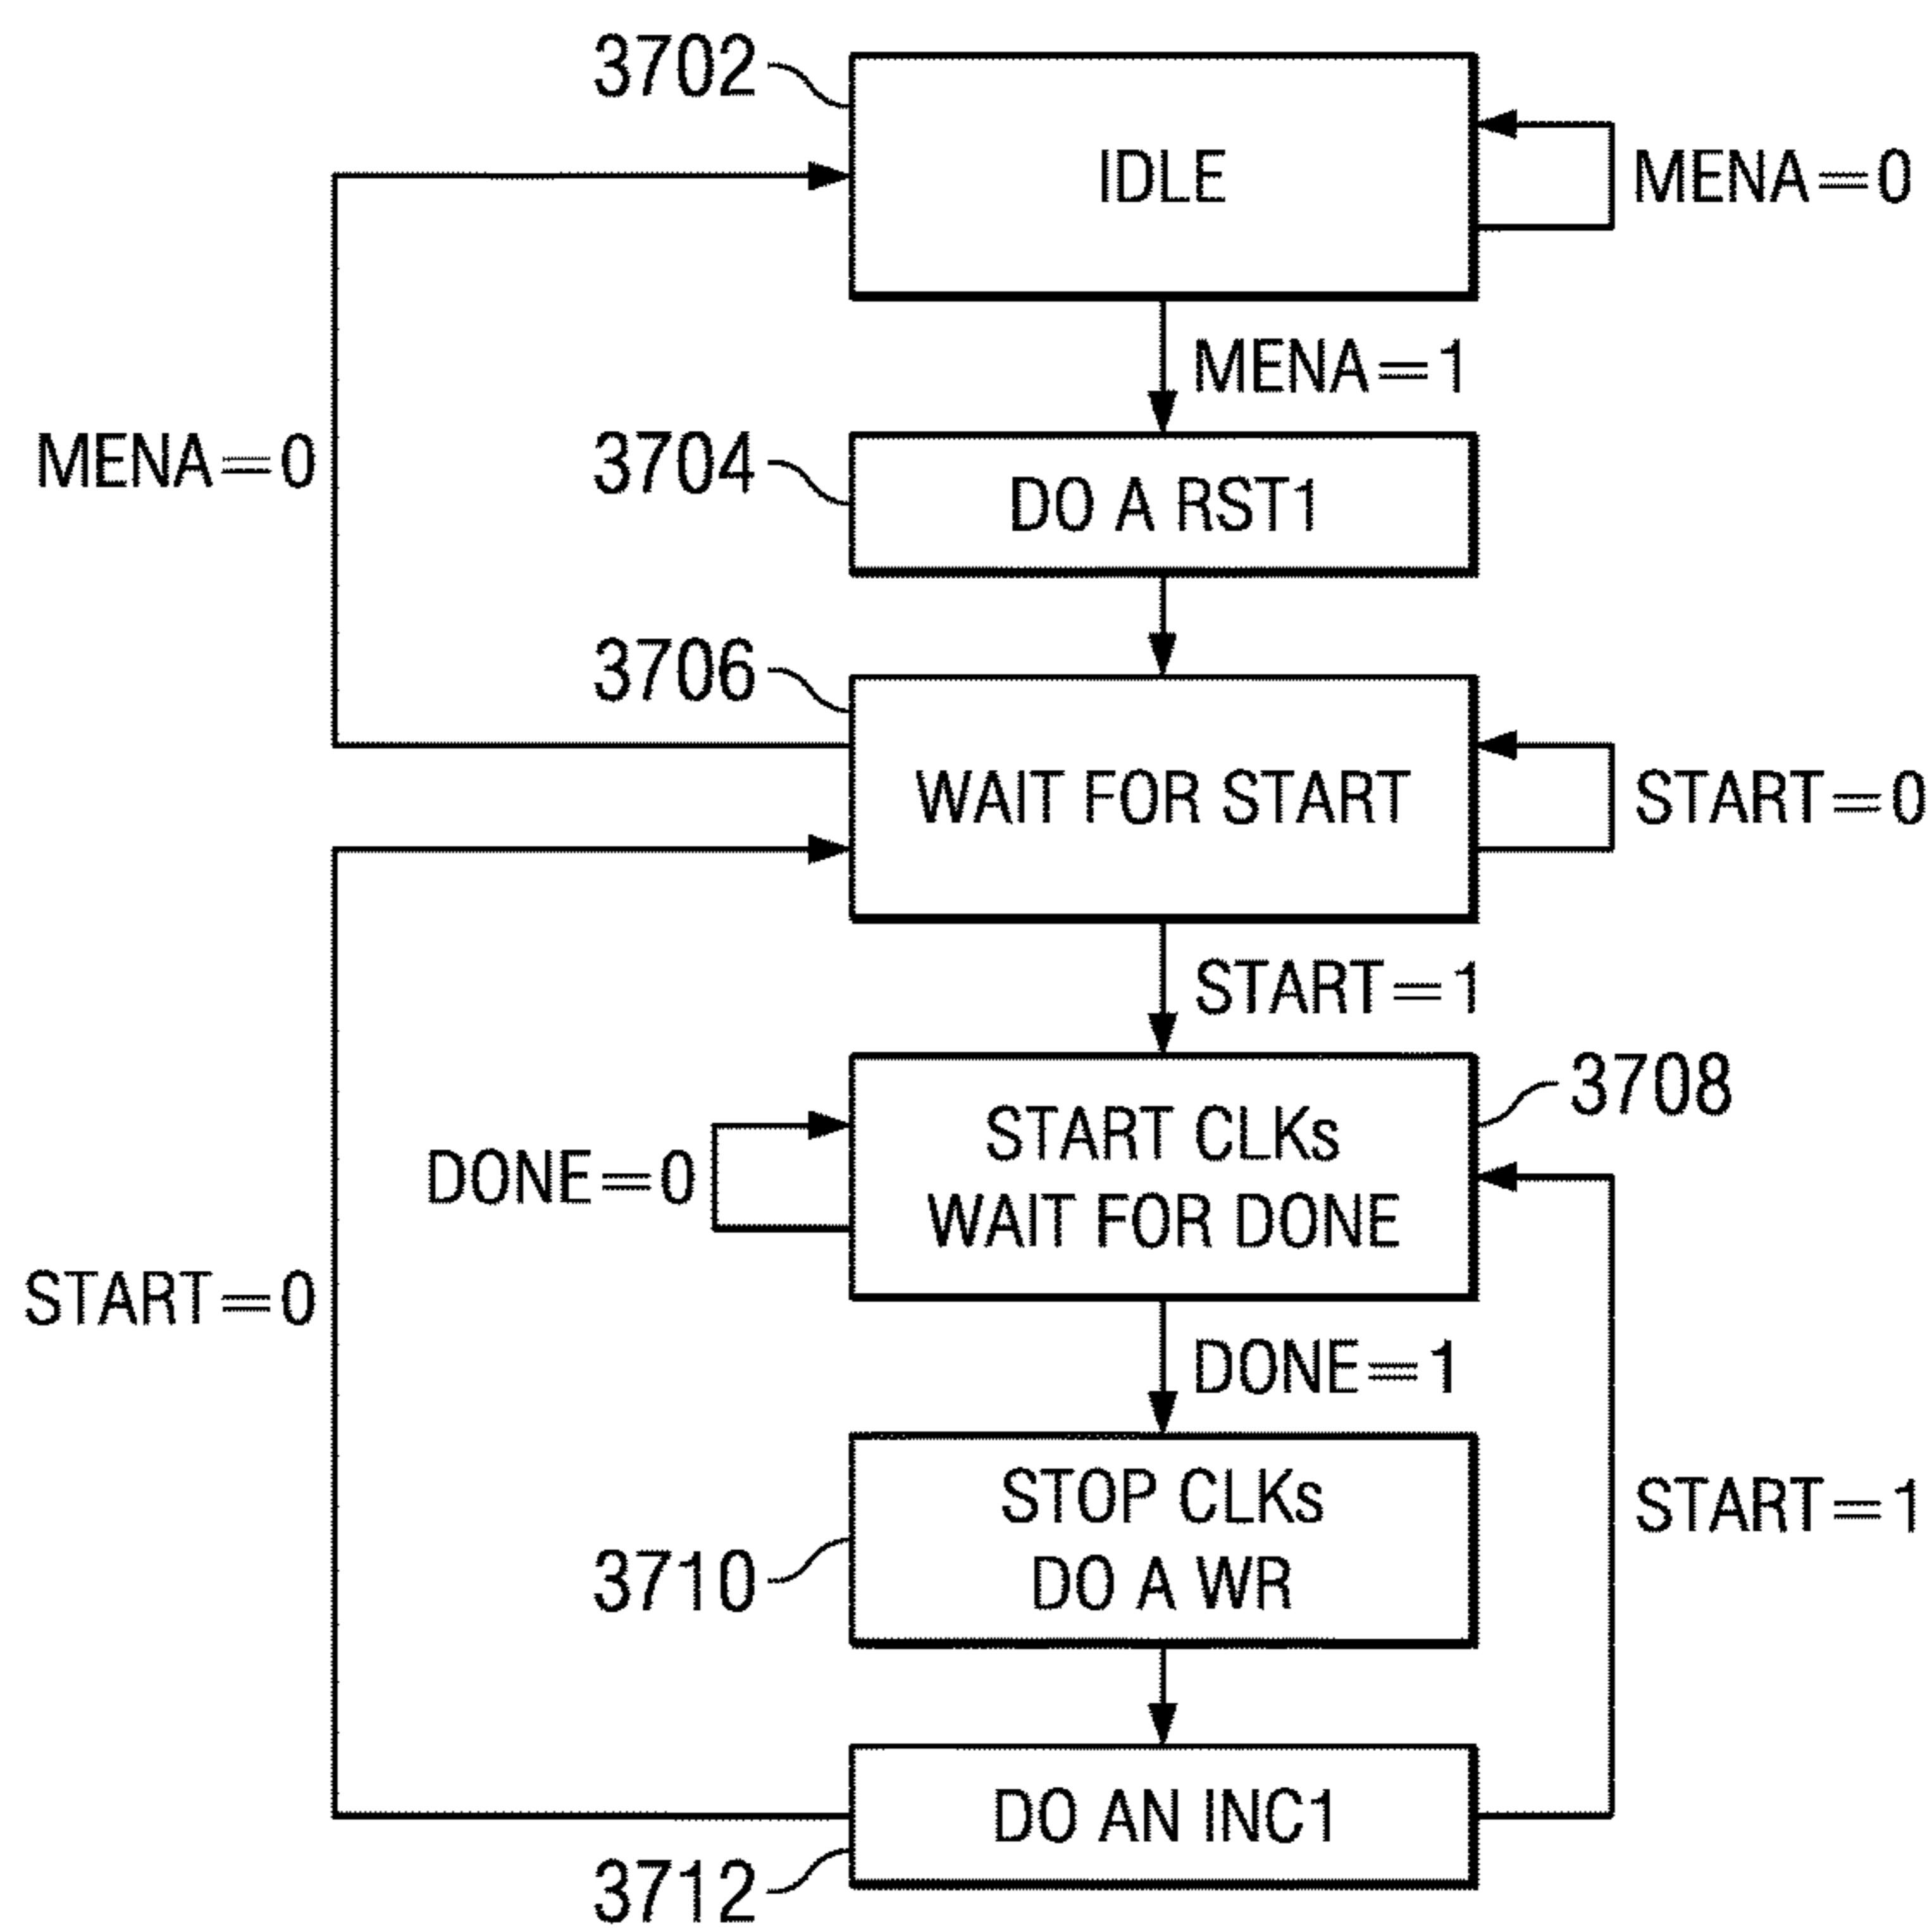 3702
IDLE
MENA=0
MENA=1
MENA=0
3704
DO A RST1
3706
WAIT FOR START
START=0
START=1
3708
START CLKs
WAIT FOR DONE
DONE=0
START=0
DONE=1
STOP CLKs
DO A WR
3710
START=1
DO AN INC1
3712